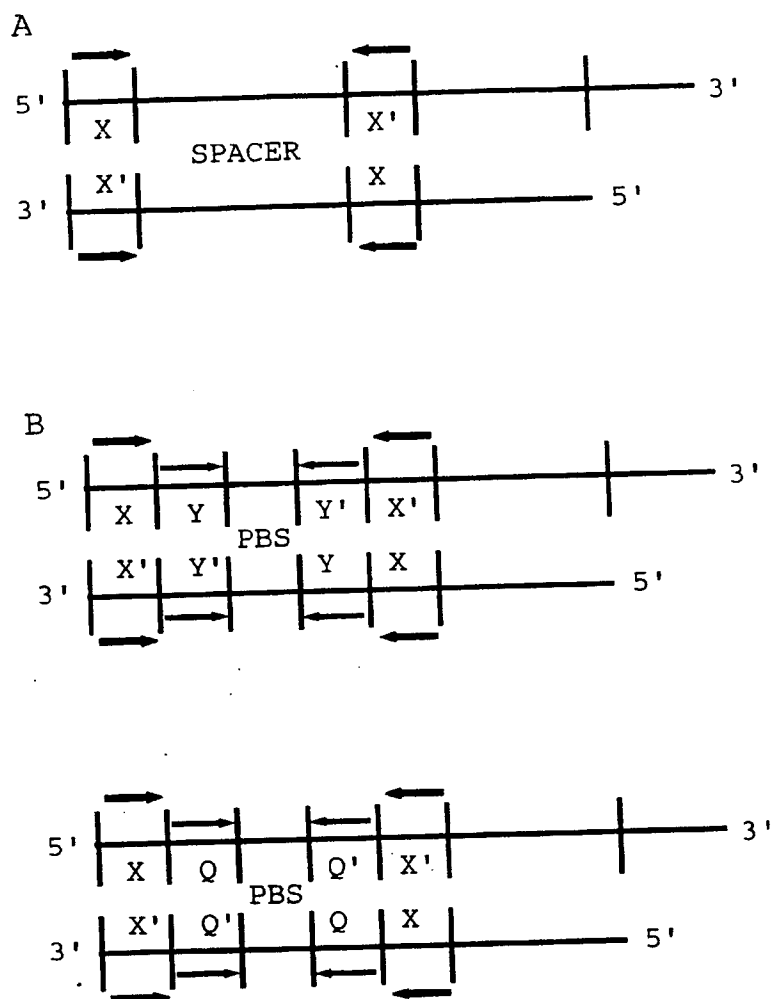 A
5' 3'
X X'
SPACER
X' X
3' 5'
B
5' 3'
X Y Y' X'
PBS
X' Y' Y X
3' 5'
5' 3'
X Q Q' X'
PBS
X' Q' Q X
3' 5'